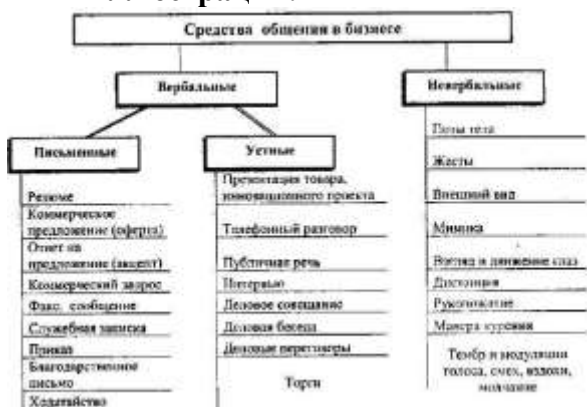 Средства общения в бизнесе
Вербальные
Невербальные
Письменные
Устные
Резюме
Коммерческое
предложение (оферта)
Ответ на
предложение (акцепт)
Коммерческий запрос
Факс. сообщение
Служебная записка
Приказ
Благодарственное
письмо
Ходатайство
Презентация товара,
инновационного проекта
Телефонный разговор
Публичная речь
Интервью
Деловое совещание
Деловая беседа
Деловые переговоры
Торги
Позы тела
Жесты
Внешний вид
Мимика
Взгляд и движение глаз
Дистанция
Рукопожатие
Манера курения
Тембр и модуляции
голоса, смех, вздохи,
молчание